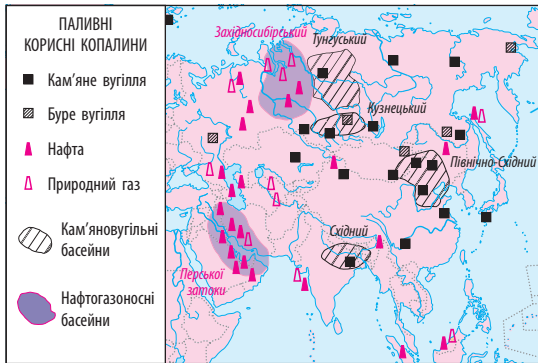 ПАЛИВНІ
КОРИСНІ КОПАЛИНИ
Кам'яне вугілля
Буре вугілля
Нафта
Природний газ
Кам'яновугільні
басейни
Нафтогазоносні
басейни
Західносибірський
Тунгуський
Кузнецький
Північно-Східний
Східний
Перської
затоки